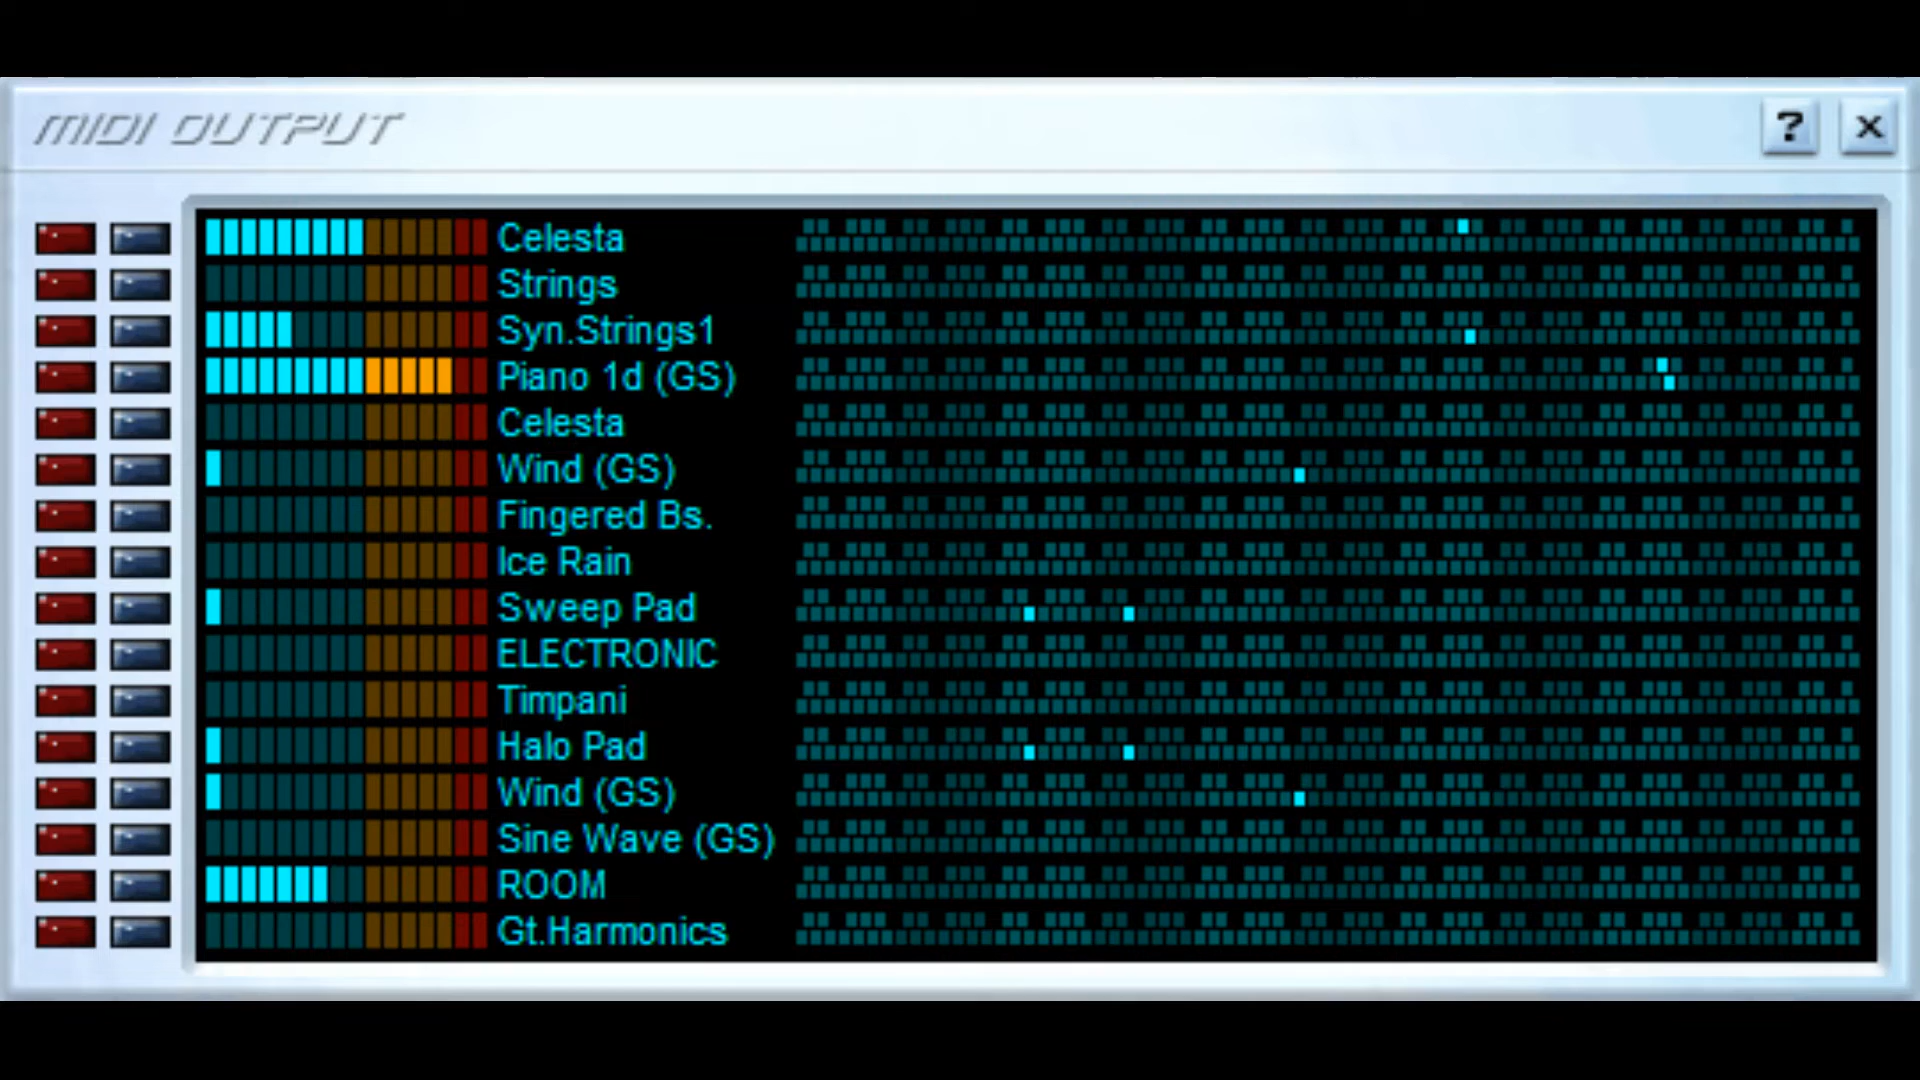 MIDI OUTPUT
?
×
Celesta
Strings
Syn.Strings1
Piano 1d (GS)
Celesta
Wind (GS)
Fingered Bs.
Ice Rain
Sweep Pad
ELECTRONIC
Timpani
Halo Pad
Wind (GS)
Sine Wave (GS)
ROOM
Gt.Harmonics